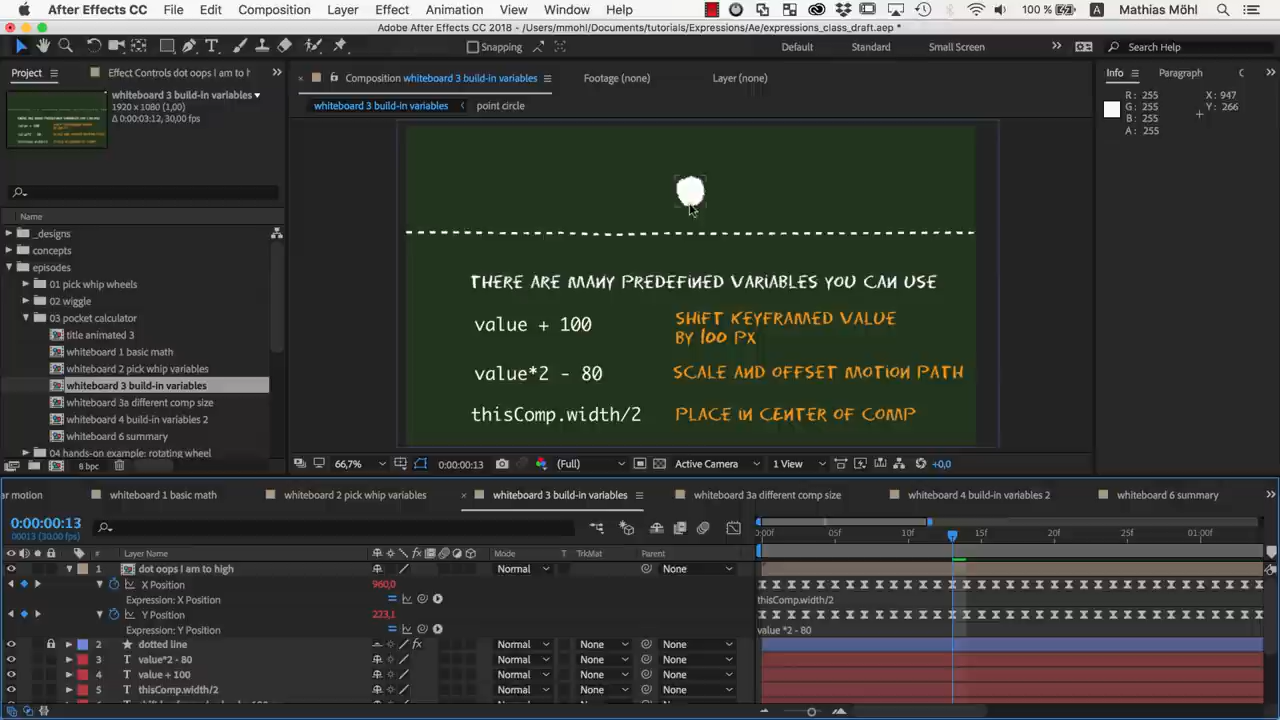 After Effects CC File Edit Composition Layer Effect Animation View Window Help 100 % Mathias Möhl
Adobe After Effects CC 2018 - /Users/mmohl/Documents/tutorials/Expressions/Ae/expressions_class_draft.aep *
Snapping Default Standard Small Screen Search Help
Project Effect Controls dot oops I am to h
Composition whiteboard 3 build-in variables Footage (none) Layer (none)
Info Paragraph C
whiteboard 3 build-in variables
1920 x 1080 (1,00)
Δ 0:00:03:12, 30,00 fps
whiteboard 3 build-in variables point circle
R: 255 X: 947
G: 255 Y: 266
B: 255
A: 255
Name
_designs
concepts
episodes
01 pick whip wheels
02 wiggle
03 pocket calculator
title animated 3
whiteboard 1 basic math
whiteboard 2 pick whip variables
whiteboard 3 build-in variables
whiteboard 3a different comp size
whiteboard 4 build-in variables 2
whiteboard 6 summary
04 hands-on example: rotating wheel
8 bpc
THERE ARE MANY PREDEFINED VARIABLES YOU CAN USE
value + 100 SHIFT KEYFRAMED VALUE
BY 100 PX
value*2 - 80 SCALE AND OFFSET MOTION PATH
thisComp.width/2 PLACE IN CENTER OF COMP
66,7% 0:00:00:13 (Full) Active Camera 1 View +0,0
ar motion whiteboard 1 basic math whiteboard 2 pick whip variables whiteboard 3 build-in variables whiteboard 3a different comp size whiteboard 4 build-in variables 2 whiteboard 6 summary
0:00:00:13
00013 (30.00 fps)
0:00f 05f 10f 15f 20f 25f 01:00f
# Layer Name Mode T TrkMat Parent
1 dot oops I am to high Normal None
X Position 960,0
Expression: X Position thisComp.width/2
Y Position 223,1
Expression: Y Position value *2 - 80
2 dotted line Normal None None
3 value*2 - 80 Normal None None
4 value + 100 Normal None None
5 thisComp.width/2 Normal None None